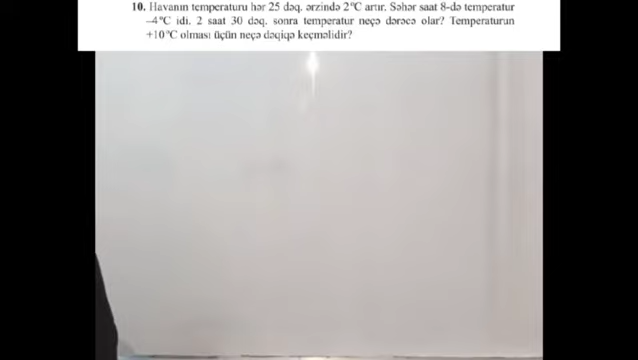 10. Havanın temperaturu hər 25 dəq. ərzində 2°C artır. Səhər saat 8-də temperatur
–4°C idi. 2 saat 30 dəq. sonra temperatur neçə dərəcə olar? Temperaturun
+10°C olması üçün neçə dəqiqə keçməlidir?